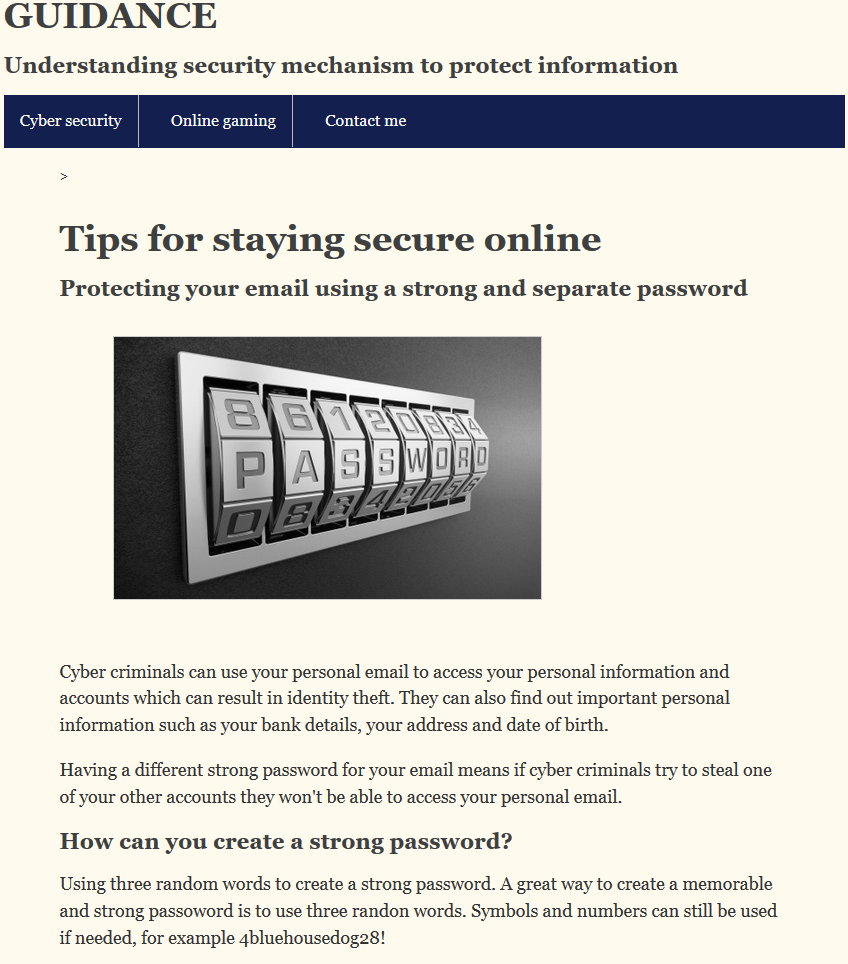 GUIDANCE
Understanding security mechanism to protect information
Cyber security Online gaming Contact me
>
Tips for staying secure online
Protecting your email using a strong and separate password
8 6 1 2 0 8 3 4
P A S S W O R D
0 8 3 4 2 0 5 6
Cyber criminals can use your personal email to access your personal information and
accounts which can result in identity theft. They can also find out important personal
information such as your bank details, your address and date of birth.
Having a different strong password for your email means if cyber criminals try to steal one
of your other accounts they won't be able to access your personal email.
How can you create a strong password?
Using three random words to create a strong password. A great way to create a memorable
and strong passoword is to use three randon words. Symbols and numbers can still be used
if needed, for example 4bluehousedog28!